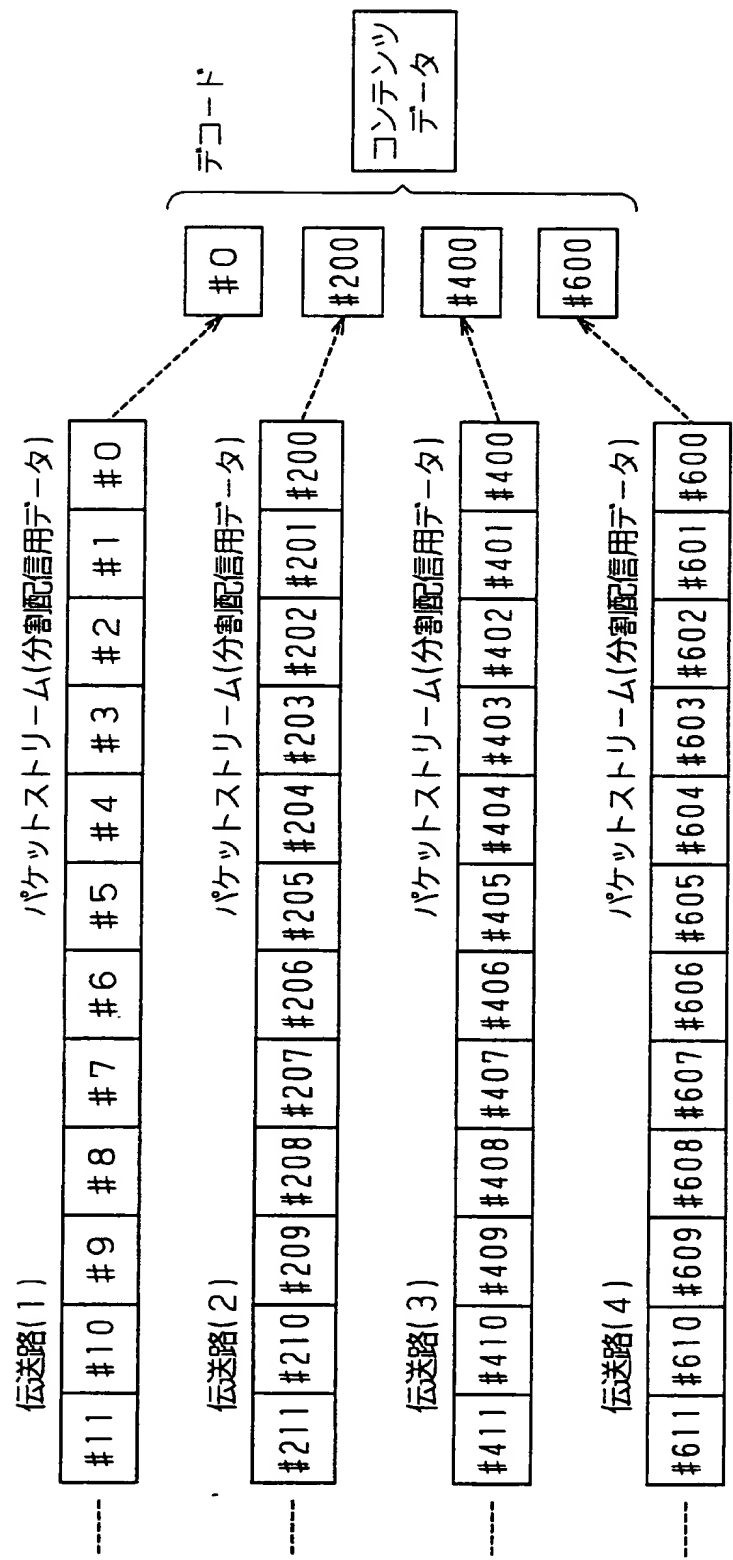 伝送路(1) パケットストリーム(分割配信用データ)
#11 #10 #9 #8 #7 #6 #5 #4 #3 #2 #1 #0
伝送路(2) パケットストリーム(分割配信用データ)
#211 #210 #209 #208 #207 #206 #205 #204 #203 #202 #201 #200
伝送路(3) パケットストリーム(分割配信用データ)
#411 #410 #409 #408 #407 #406 #405 #404 #403 #402 #401 #400
伝送路(4) パケットストリーム(分割配信用データ)
#611 #610 #609 #608 #607 #606 #605 #604 #603 #602 #601 #600
#0
#200
#400
#600
デコード
コンテンツ
データ